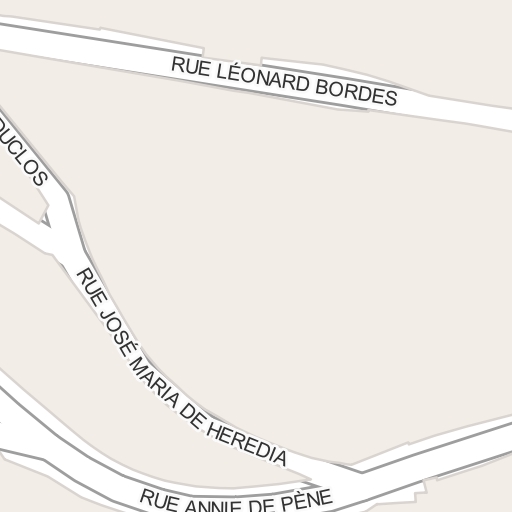 RUE LÉONARD BORDES
DUCLOS
RUE JOSÉ MARIA DE HEREDIA
RUE ANNIE DE PÈNE